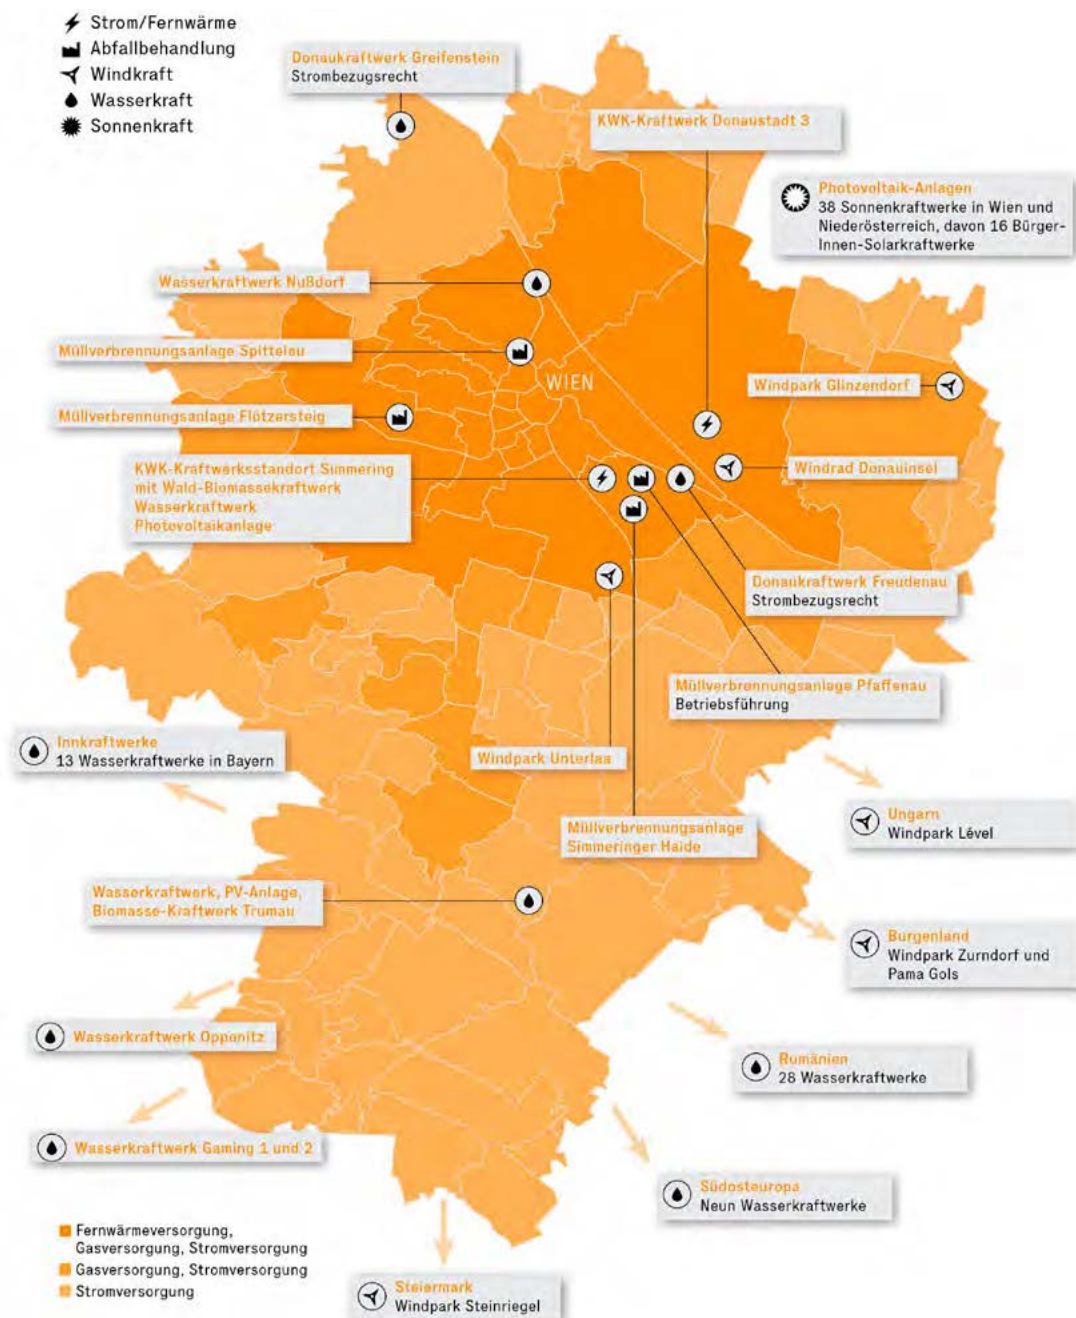 Strom/Fernwärme
Abfallbehandlung
Windkraft
Wasserkraft
Sonnenkraft
Donaukraftwerk Greifenstein
Strombezugsrecht
KWK-Kraftwerk Donaustadt 3
Photovoltaik-Anlagen
38 Sonnenkraftwerke in Wien und
Niederösterreich, davon 16 Bürger-
Innen-Solarkraftwerke
Wasserkraftwerk Nußdorf
Müllverbrennungsanlage Spittelau
WIEN
Windpark Glinzendorf
Müllverbrennungsanlage Flötzersteig
KWK-Kraftwerksstandort Simmering
mit Wald-Biomassekraftwerk
Wasserkraftwerk
Photovoltaikanlage
Windrad Donauinsel
Donaukraftwerk Freudenau
Strombezugsrecht
Müllverbrennungsanlage Pfaffenau
Betriebsführung
Innkraftwerke
13 Wasserkraftwerke in Bayern
Windpark Unterlaa
Ungarn
Windpark Lével
Müllverbrennungsanlage
Simmeringer Haide
Wasserkraftwerk, PV-Anlage,
Biomasse-Kraftwerk Trumau
Burgenland
Windpark Zurndorf und
Pama Gols
Wasserkraftwerk Opponitz
Rumänien
28 Wasserkraftwerke
Wasserkraftwerk Gaming 1 und 2
Südosteuropa
Neun Wasserkraftwerke
Fernwärmeversorgung,
Gasversorgung, Stromversorgung
Gasversorgung, Stromversorgung
Stromversorgung
Steiermark
Windpark Steinriegel